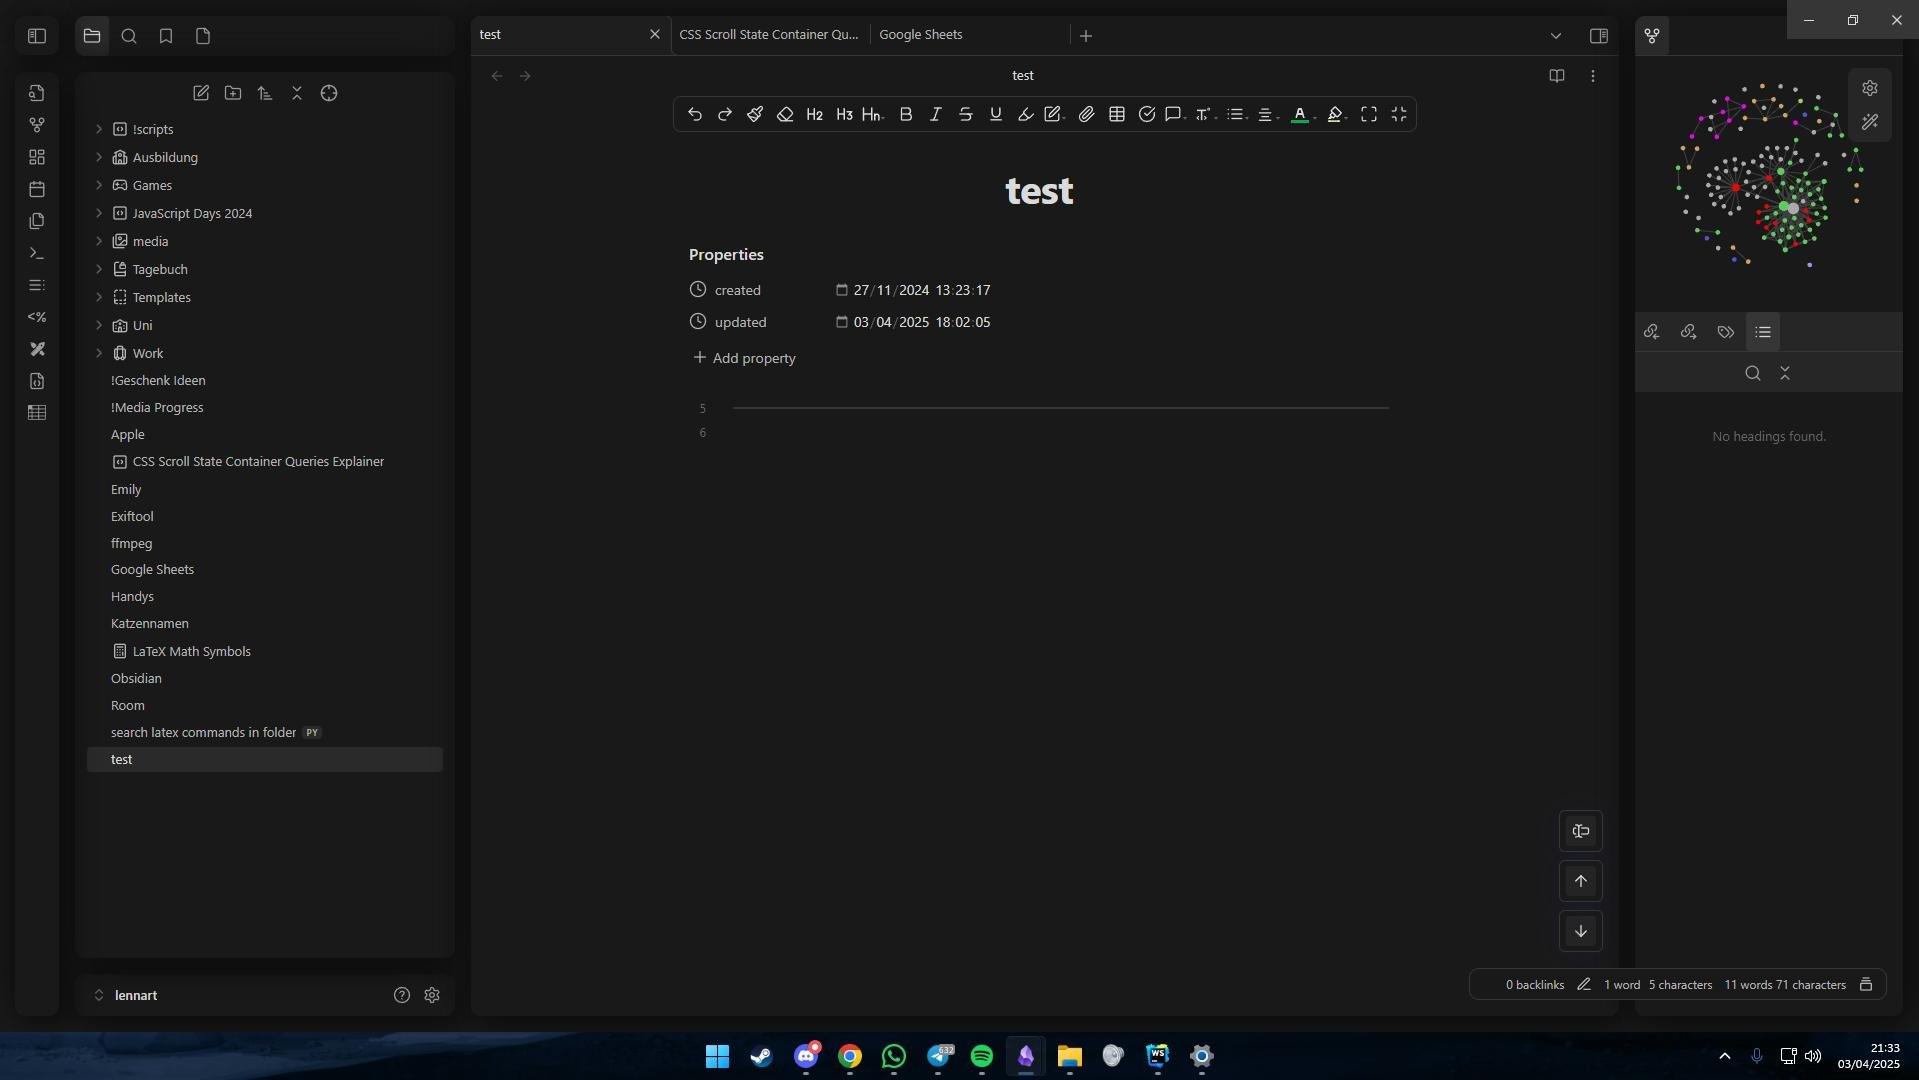 test
CSS Scroll State Container Qu...
Google Sheets
test
H2 H3 Hn
!scripts
Ausbildung
Games
JavaScript Days 2024
media
Tagebuch
Templates
Uni
Work
!Geschenk Ideen
!Media Progress
Apple
CSS Scroll State Container Queries Explainer
Emily
Exiftool
ffmpeg
Google Sheets
Handys
Katzennamen
LaTeX Math Symbols
Obsidian
Room
search latex commands in folder PY
test
lennart
test
Properties
created 27/11/2024 13:23:17
updated 03/04/2025 18:02:05
Add property
5
6
No headings found.
0 backlinks 1 word 5 characters 11 words 71 characters
632
WS
21:33
03/04/2025